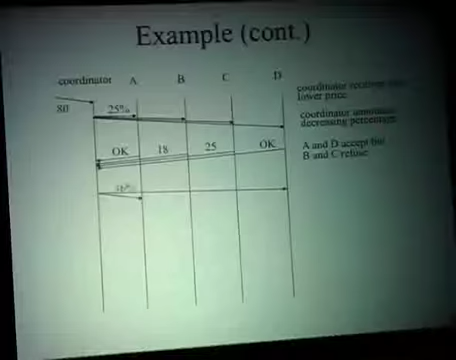 Example (cont.)
coordinator A B C D
80 25%
coordinator receives
lower price
coordinator
decreasing percentage
OK 18 25 OK
A and D accept but
B and C refuse